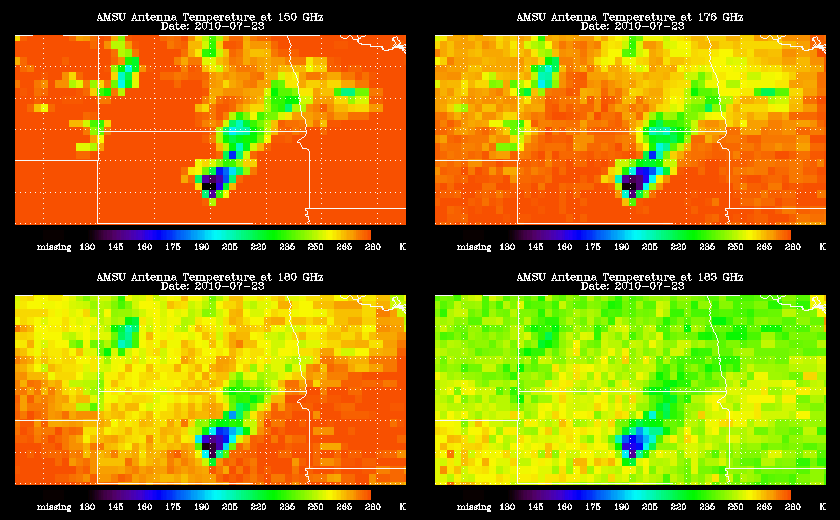 AMSU Antenna Temperature at 150 GHz
Date: 2010-07-23
missing 130 145 160 175 190 205 220 235 250 265 280 K
AMSU Antenna Temperature at 176 GHz
Date: 2010-07-23
missing 130 145 160 175 190 205 220 235 250 265 280 K
AMSU Antenna Temperature at 180 GHz
Date: 2010-07-23
missing 130 145 160 175 190 205 220 235 250 265 280 K
AMSU Antenna Temperature at 183 GHz
Date: 2010-07-23
missing 130 145 160 175 190 205 220 235 250 265 280 K